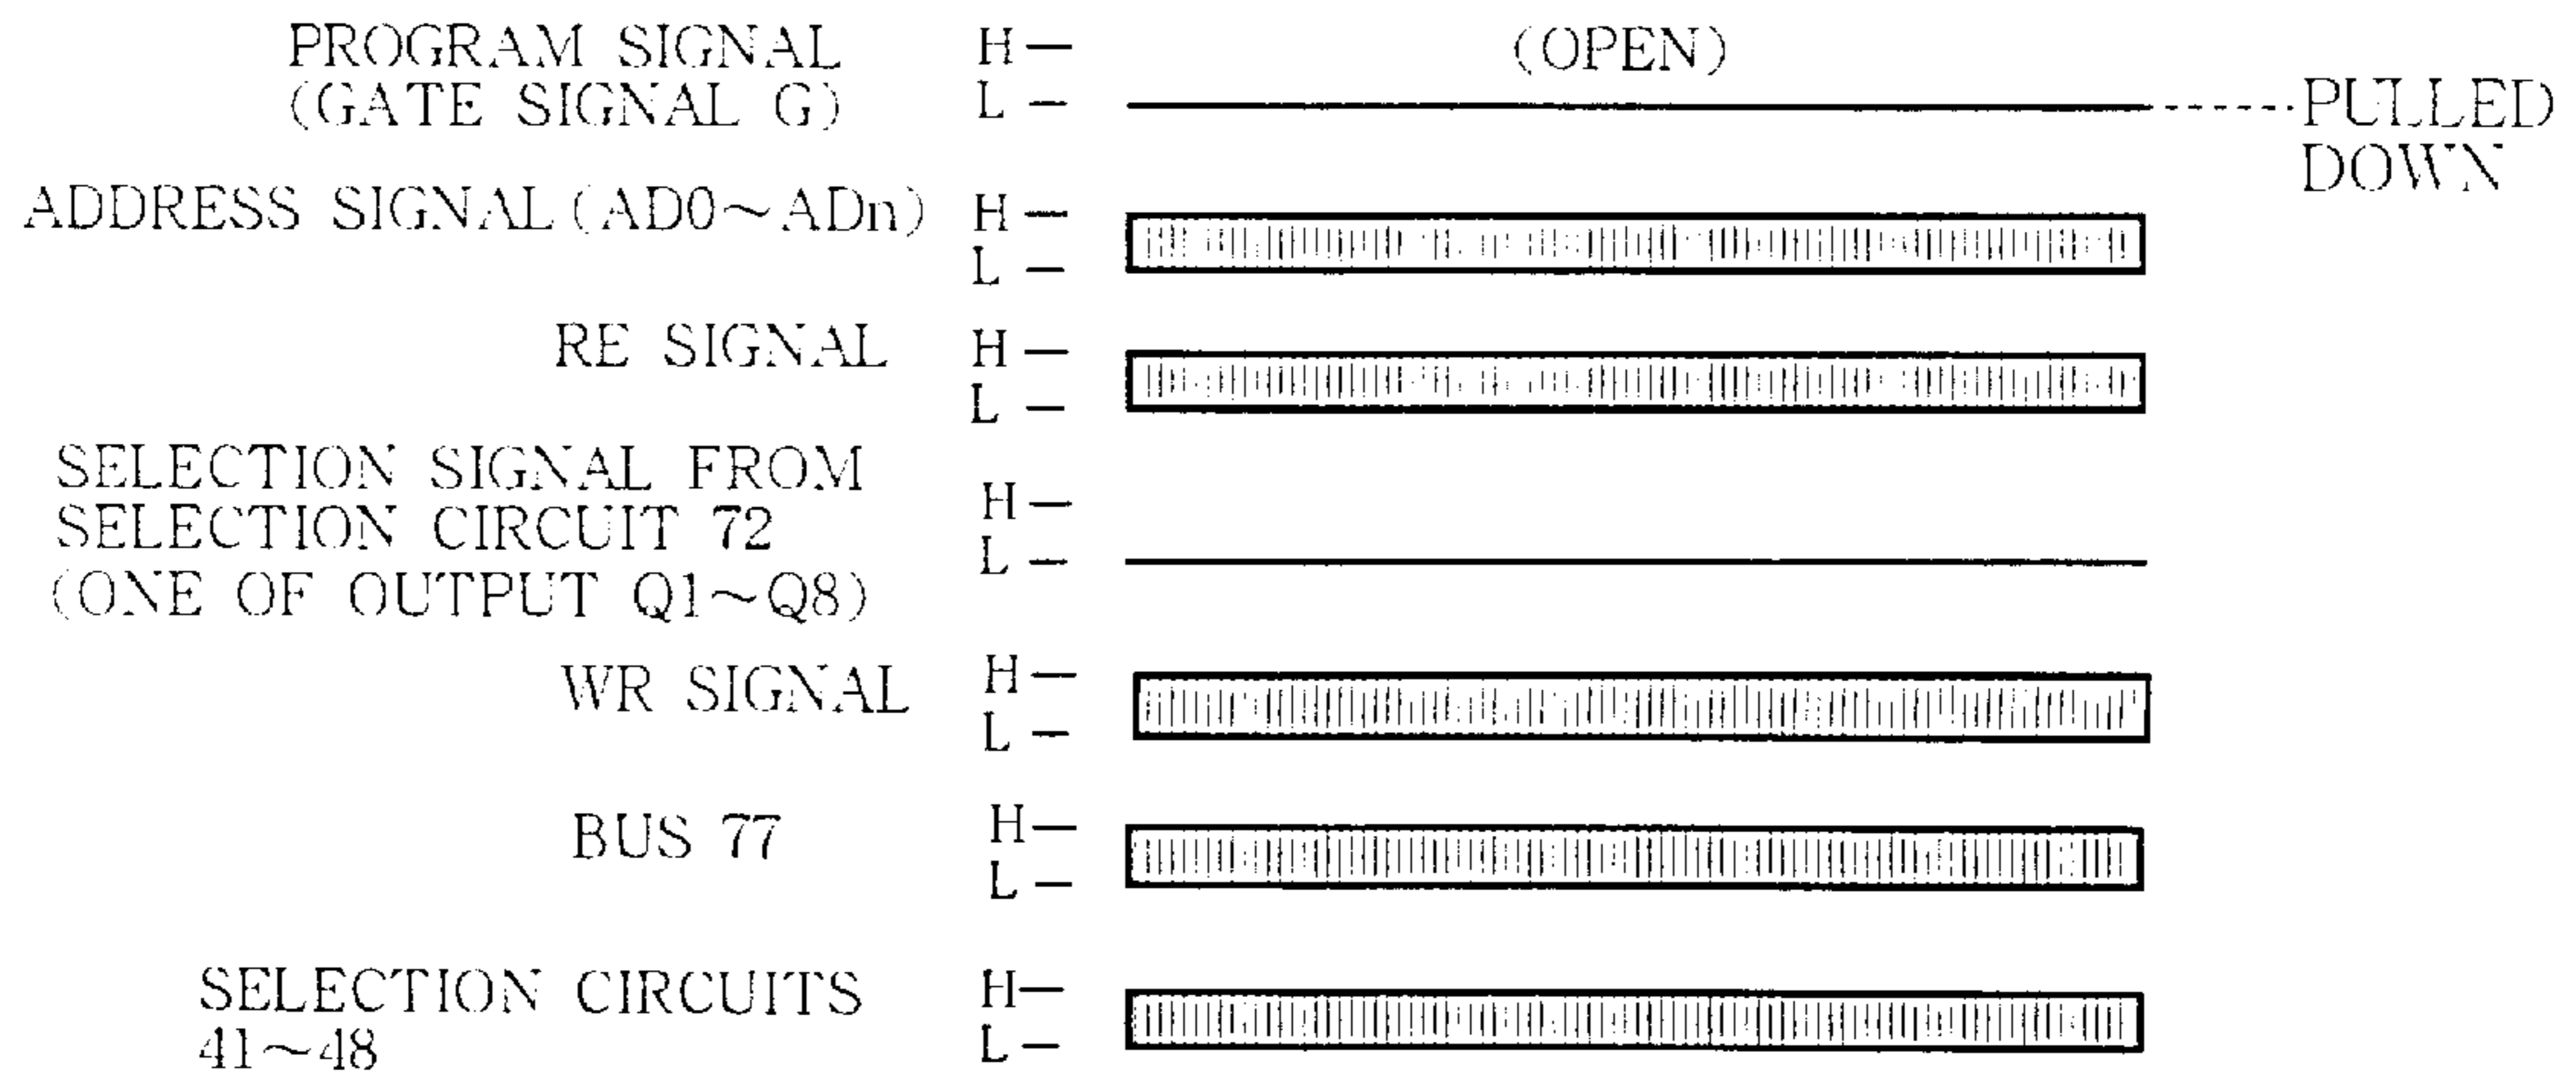 PROGRAM SIGNAL H— (OPEN)
(GATE SIGNAL G) L – PULLED
DOWN
ADDRESS SIGNAL (AD0~ADn) H—
L –
RE SIGNAL H—
L –
SELECTION SIGNAL FROM
SELECTION CIRCUIT 72
(ONE OF OUTPUT Q1~Q8)
H—
L –
WR SIGNAL H—
L –
BUS 77 H—
L –
SELECTION CIRCUITS H—
41~48 L –